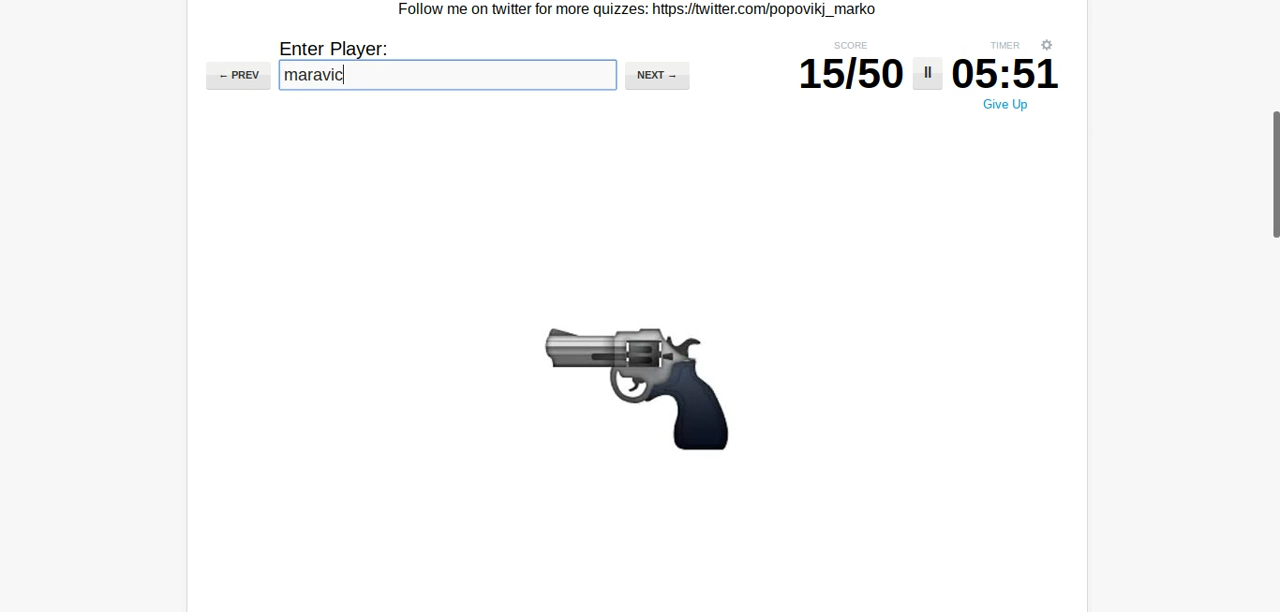 Follow me on twitter for more quizzes: https://twitter.com/popovikj_marko
Enter Player:
← PREV
maravic
NEXT →
SCORE
15/50
TIMER
05:51
Give Up